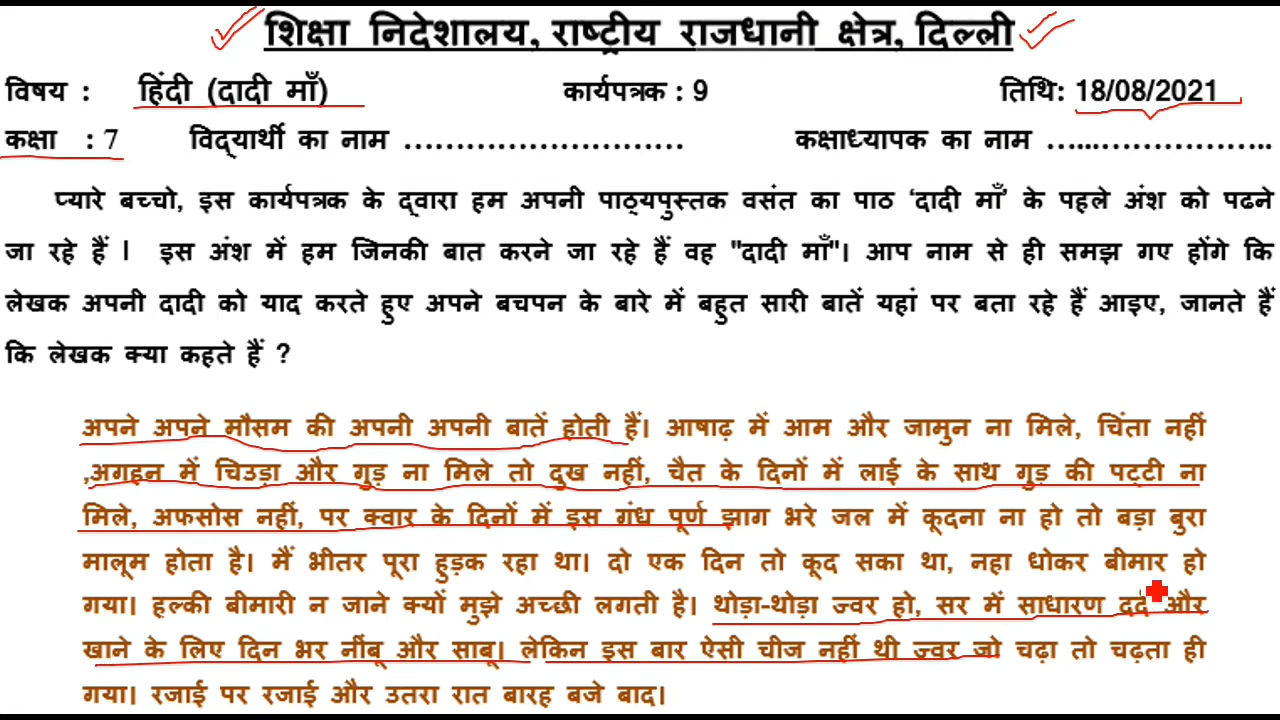 शिक्षा निदेशालय, राष्ट्रीय राजधानी क्षेत्र, दिल्ली
विषय : हिंदी (दादी माँ) कार्यपत्रक : 9 तिथि: 18/08/2021
कक्षा : 7 विद्यार्थी का नाम ………………………… कक्षाध्यापक का नाम …...………………..
प्यारे बच्चो, इस कार्यपत्रक के द्वारा हम अपनी पाठ्यपुस्तक वसंत का पाठ ‘दादी माँ’ के पहले अंश को पढने
जा रहे हैं । इस अंश में हम जिनकी बात करने जा रहे हैं वह "दादी माँ"। आप नाम से ही समझ गए होंगे कि
लेखक अपनी दादी को याद करते हुए अपने बचपन के बारे में बहुत सारी बातें यहां पर बता रहे हैं आइए, जानते हैं
कि लेखक क्या कहते हैं ?
अपने अपने मौसम की अपनी अपनी बातें होती हैं। आषाढ़ में आम और जामुन ना मिले, चिंता नहीं
,अगहन में चिउड़ा और गुड़ ना मिले तो दुख नहीं, चैत के दिनों में लाई के साथ गुड़ की पट्टी ना
मिले, अफसोस नहीं, पर क्वार के दिनों में इस गंध पूर्ण झाग भरे जल में कूदना ना हो तो बड़ा बुरा
मालूम होता है। मैं भीतर पूरा हुड़क रहा था। दो एक दिन तो कूद सका था, नहा धोकर बीमार हो
गया। हल्की बीमारी न जाने क्यों मुझे अच्छी लगती है। थोड़ा-थोड़ा ज्वर हो, सर में साधारण दर्द और
खाने के लिए दिन भर नींबू और साबू। लेकिन इस बार ऐसी चीज नहीं थी ज्वर जो चढ़ा तो चढ़ता ही
गया। रजाई पर रजाई और उतरा रात बारह बजे बाद।